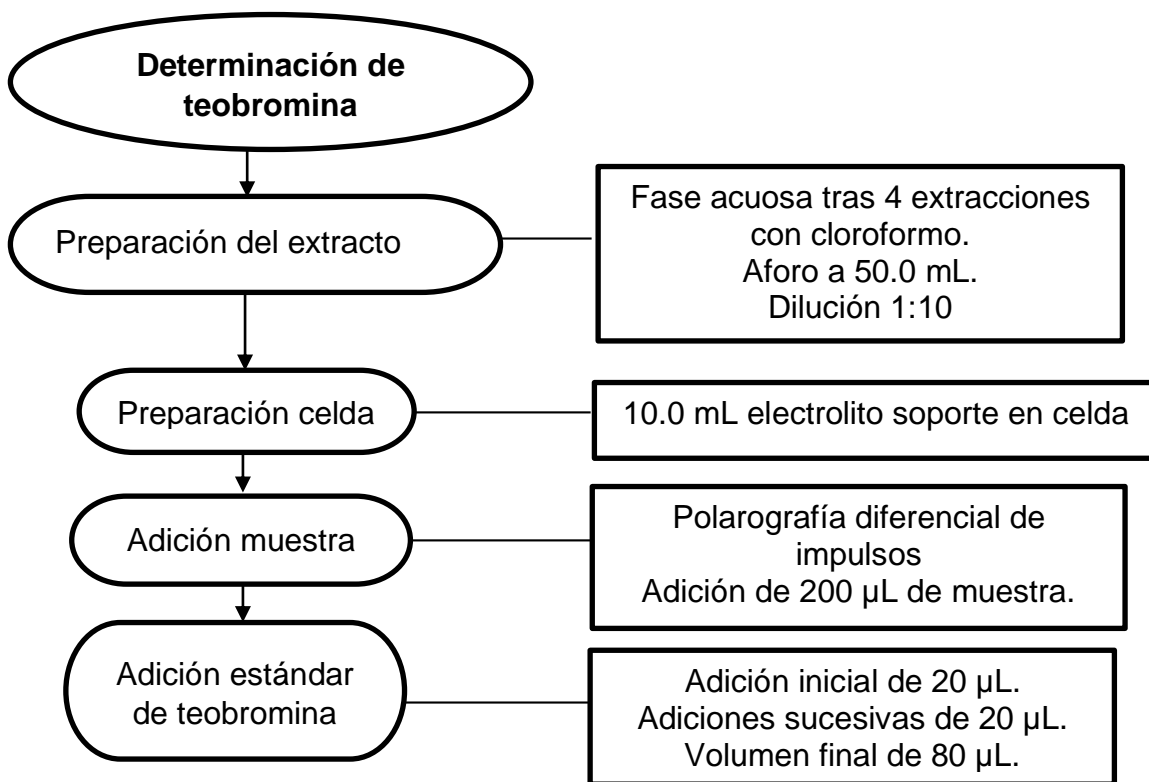 Determinación de
teobromina
Preparación del extracto
Fase acuosa tras 4 extracciones
con cloroformo.
Aforo a 50.0 mL.
Dilución 1:10
Preparación celda
10.0 mL electrolito soporte en celda
Adición muestra
Polarografía diferencial de
impulsos
Adición de 200 µL de muestra.
Adición estándar
de teobromina
Adición inicial de 20 µL.
Adiciones sucesivas de 20 µL.
Volumen final de 80 µL.